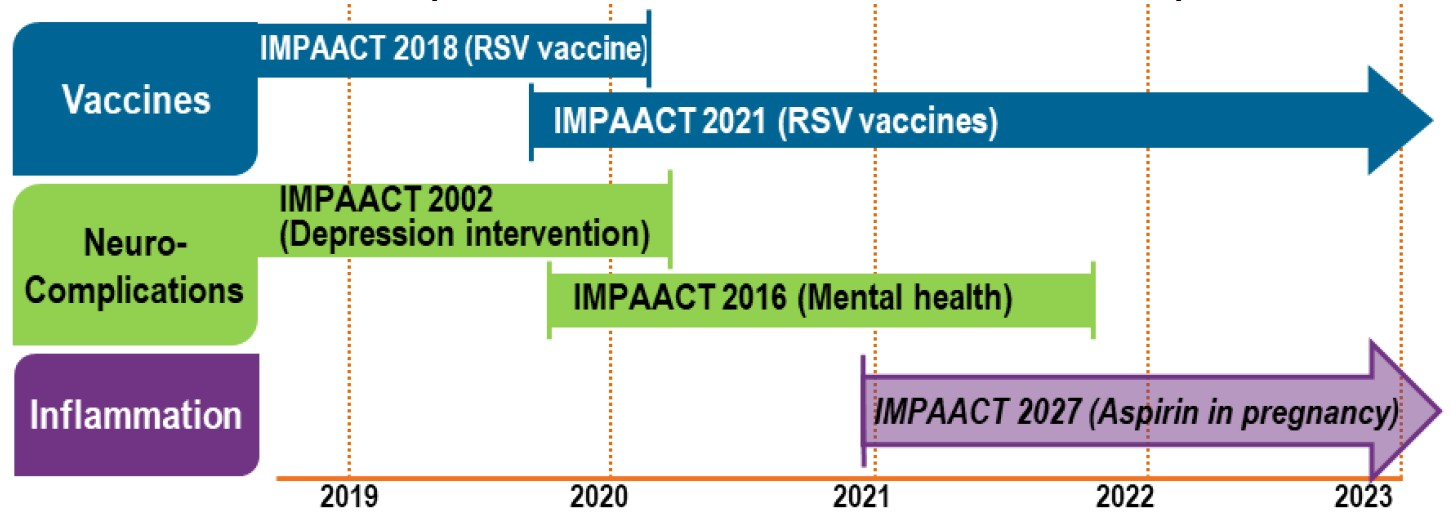 Vaccines
IMPAACT 2018 (RSV vaccine)
IMPAACT 2021 (RSV vaccines)
Neuro-
Complications
IMPAACT 2002
(Depression intervention)
IMPAACT 2016 (Mental health)
Inflammation
IMPAACT 2027 (Aspirin in pregnancy)
2019 2020 2021 2022 2023